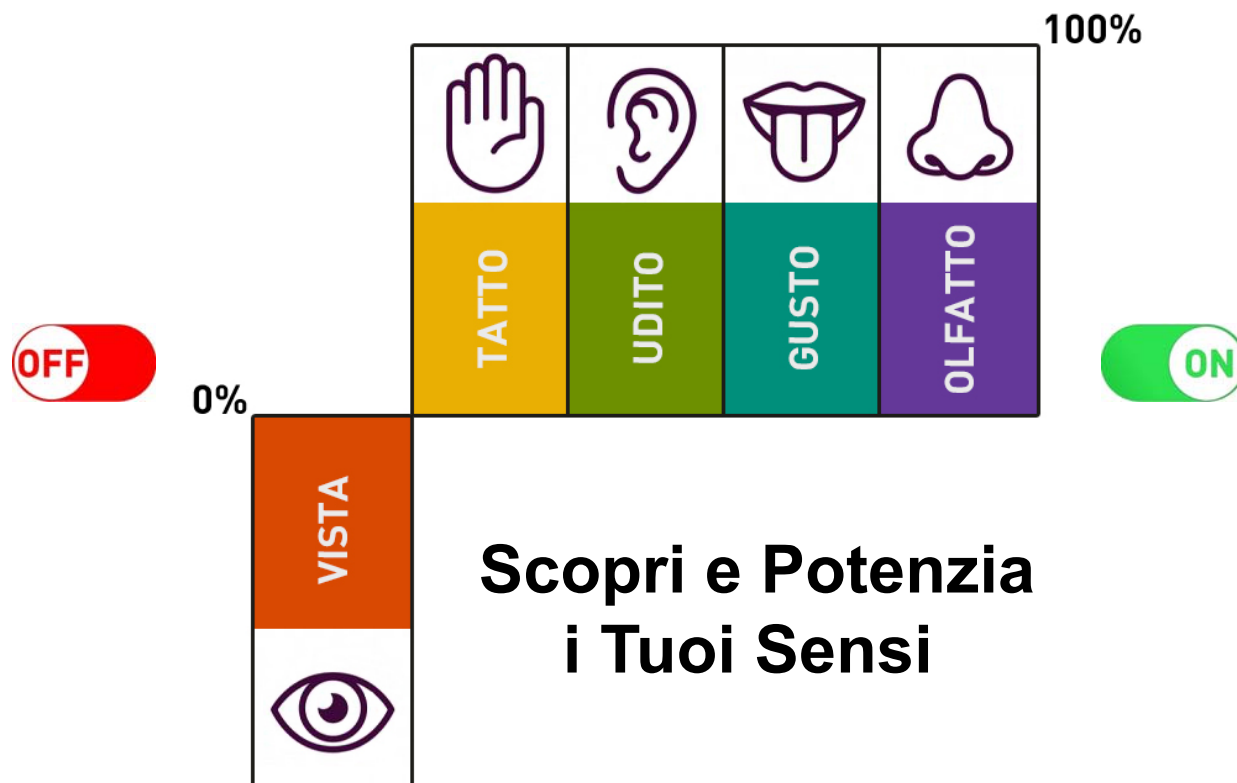 100%
TATTO
UDITO
GUSTO
OLFATTO
OFF
ON
0%
VISTA
Scopri e Potenzia
i Tuoi Sensi